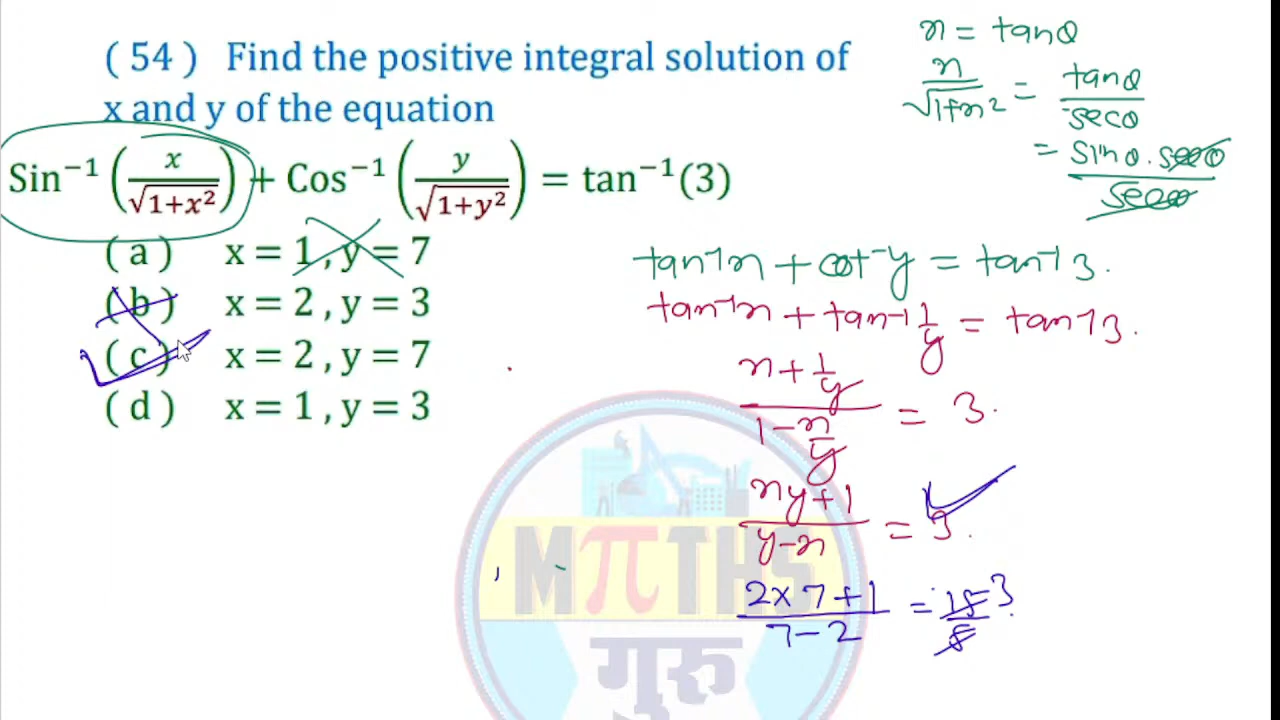 ( 54 ) Find the positive integral solution of
x and y of the equation
Sin⁻¹ (x/√1+x²) + Cos⁻¹ (y/√1+y²) = tan⁻¹(3)
( a ) x = 1 , y = 7
( b ) x = 2 , y = 3
( c ) x = 2 , y = 7
( d ) x = 1 , y = 3
x = tanθ
x/√1+x² = tanθ/secθ
= sinθ.secθ/secθ
tan⁻¹x + cot⁻¹y = tan⁻¹3.
tan⁻¹x + tan⁻¹ 1/y = tan⁻¹3.
x + 1/y / 1 - x/y = 3.
xy+1 / y-x = 3.
2x7+1 / 7-2 = 15/5 3.
MπTHS
गुरु